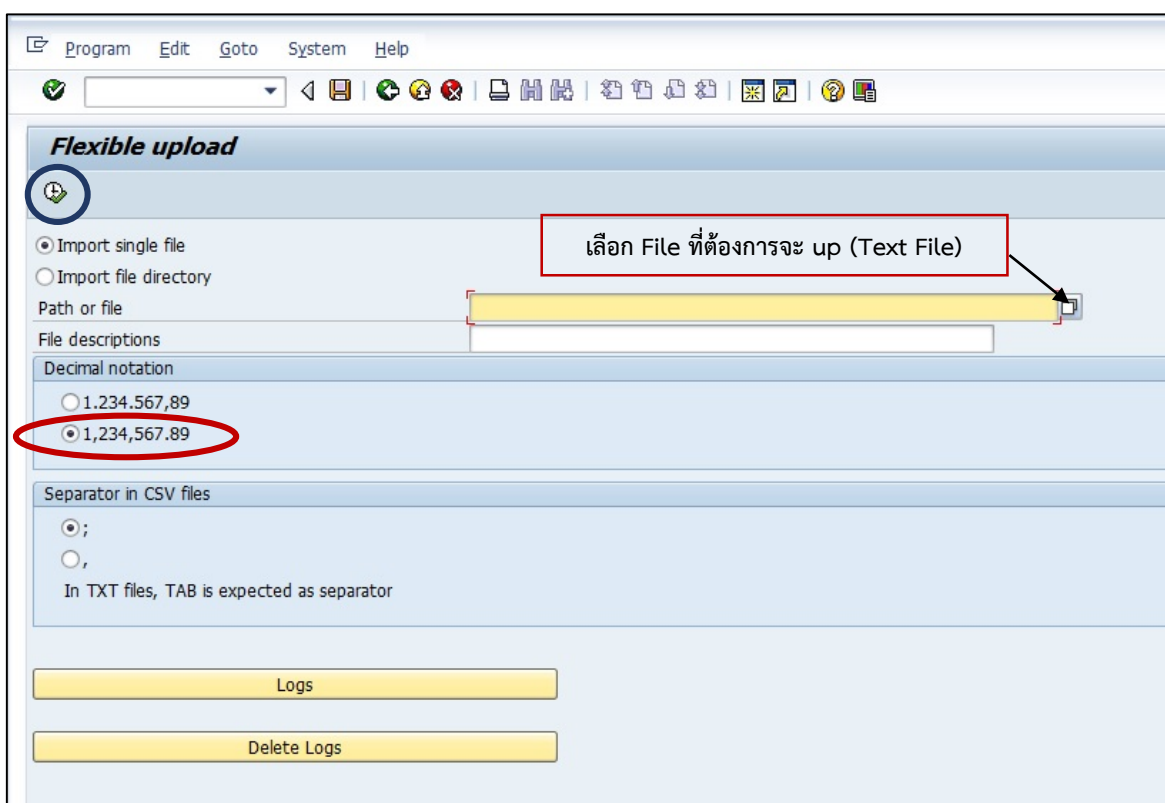 Program Edit Goto System Help
Flexible upload
Import single file
เลือก File ที่ต้องการจะ up (Text File)
Import file directory
Path or file
File descriptions
Decimal notation
1.234.567,89
1,234,567.89
Separator in CSV files
;
,
In TXT files, TAB is expected as separator
Logs
Delete Logs